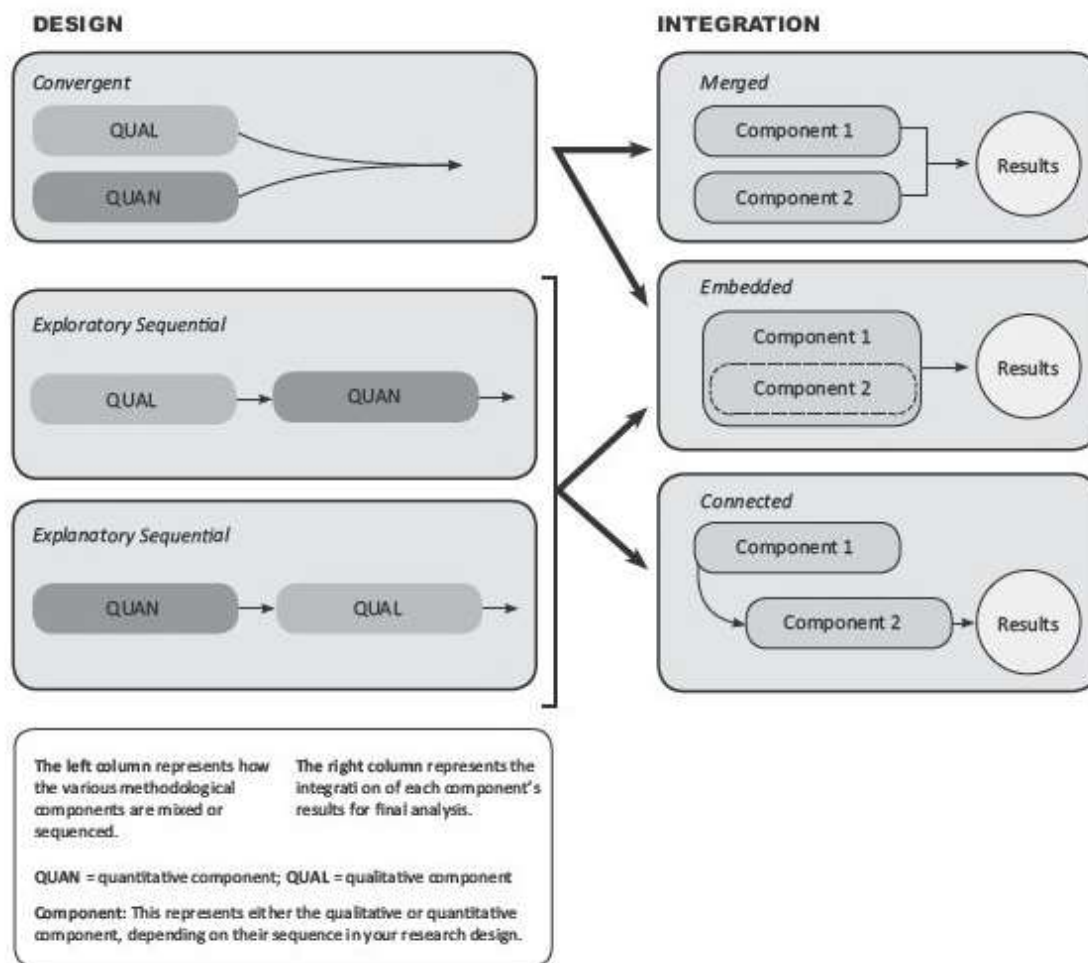 DESIGN
Convergent
QUAL
QUAN
Exploratory Sequential
QUAL
QUAN
Explanatory Sequential
QUAN
QUAL
INTEGRATION
Merged
Component 1
Component 2
Results
Embedded
Component 1
Component 2
Results
Connected
Component 1
Component 2
Results
The left column represents how
the various methodological
components are mixed or
sequenced.
The right column represents the
integration of each component's
results for final analysis.
QUAN = quantitative component; QUAL = qualitative component
Component: This represents either the qualitative or quantitative
component, depending on their sequence in your research design.